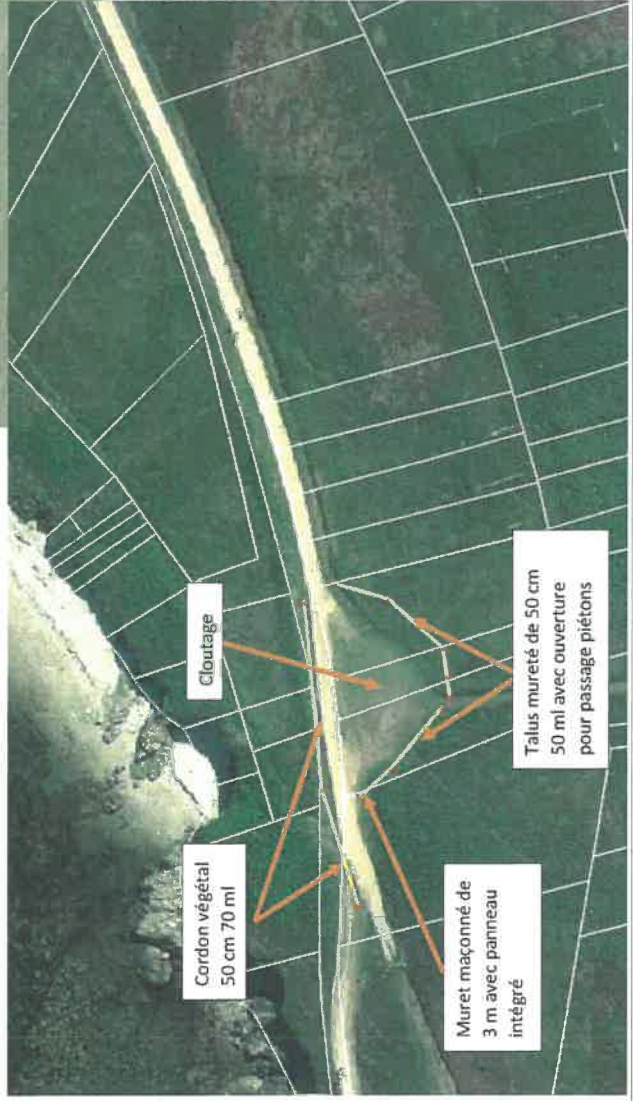 Cloutage
Cordon végétal
50 cm 70 ml
Muret maçonné de
3 m avec panneau
intégré
Talus mureté de 50 cm
50 ml avec ouverture
pour passage piétons